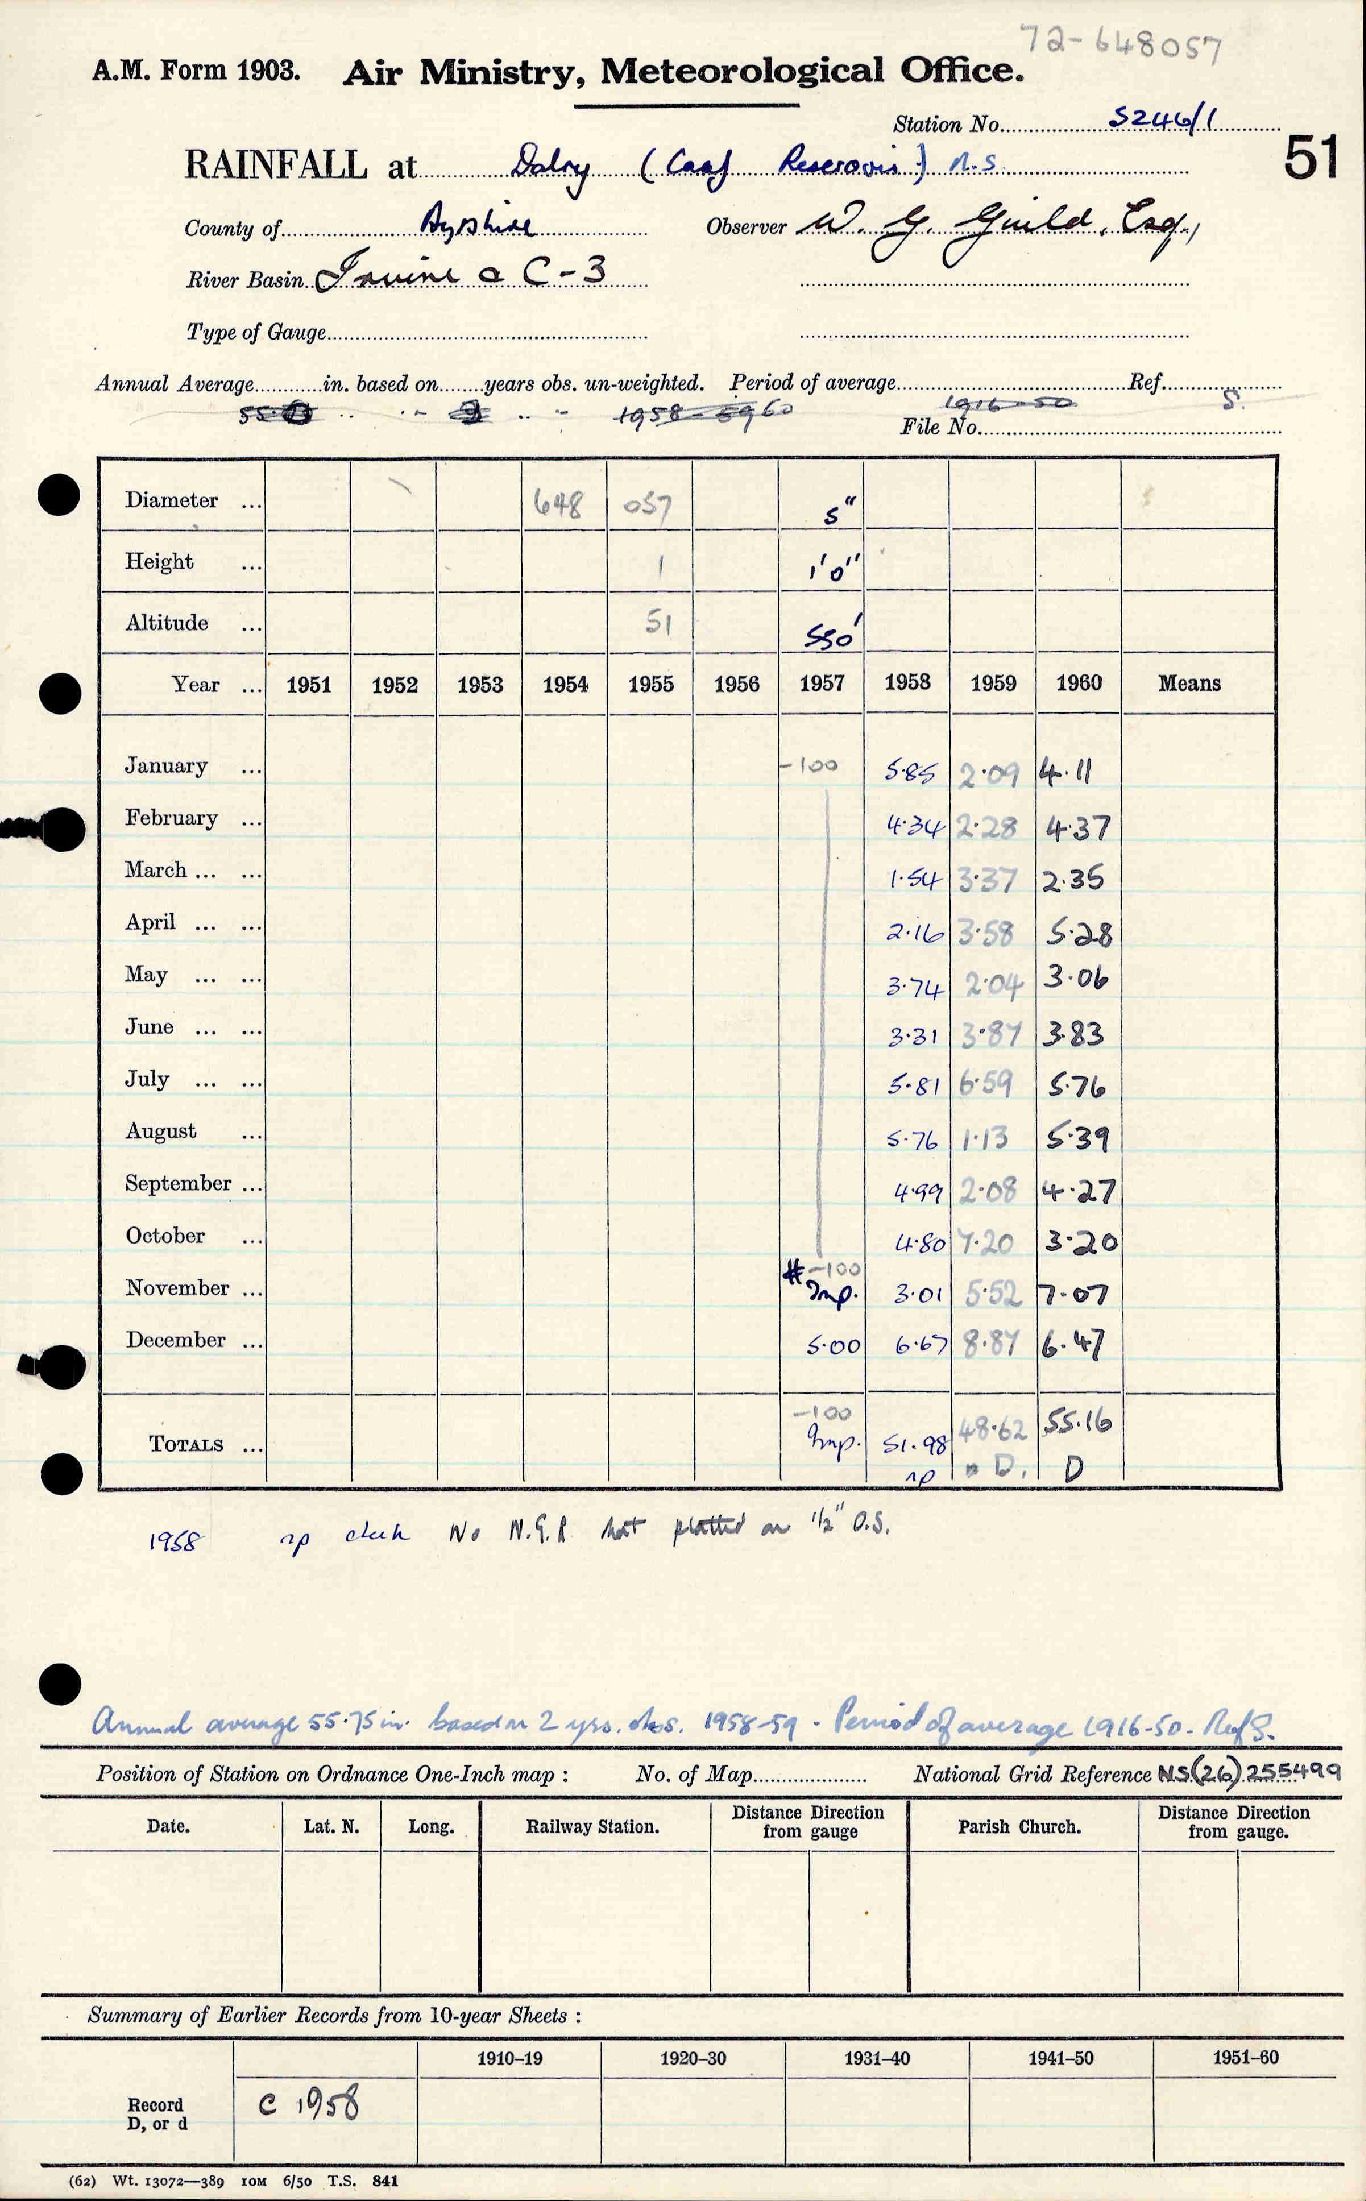 72-648057
A.M. Form 1903. Air Ministry, Meteorological Office.
Station No. 5246/1
51
RAINFALL at Dalry (Caaf Reservoir) N.S.
County of Ayrshire Observer W. G. Guild, Esq.,
River Basin Irvine a C-3
Type of Gauge
Annual Average in. based on years obs. un-weighted. Period of average Ref.
1958-5960 1916-50 S.
File No.
Diameter ... 648 057 5"
Height ... 1 1'0"
Altitude ... 51 550'
Year ... 1951 1952 1953 1954 1955 1956 1957 1958 1959 1960 Means
January ... -100 5.85 2.09 4.11
February ... 4.34 2.28 4.37
March ... ... 1.54 3.37 2.35
April ... ... 2.16 3.58 5.28
May ... ... 3.74 2.04 3.06
June ... ... 3.31 3.87 3.83
July ... ... 5.81 6.59 5.76
August ... 5.76 1.13 5.39
September ... 4.99 2.08 4.27
October ... 4.80 7.20 3.20
November ... # -100 Imp. 3.01 5.52 7.07
December ... 5.00 6.67 8.87 6.47
TOTALS ... -100 Imp. 51.98 48.62 55.16
np D. D
1958 np check No N.G.R. not plotted on 1/2" O.S.
Annual average 55.75 in. based on 2 yrs. obs. 1958-59. Period of average 1916-50. Ref S.
Position of Station on Ordnance One-Inch map : No. of Map National Grid Reference NS(26)255499
Date. Lat. N. Long. Railway Station. Distance Direction from gauge Parish Church. Distance Direction from gauge.
Summary of Earlier Records from 10-year Sheets :
1910–19 1920–30 1931–40 1941–50 1951–60
Record D, or d C 1958
(62) Wt. 13072—389 10M 6/50 T.S. 841